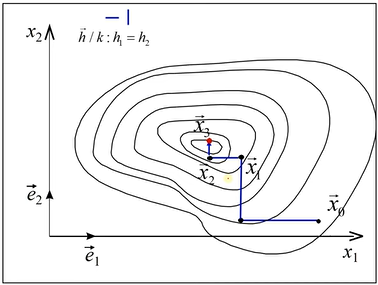 x₂
h⃗ / k : h₁ = h₂
x⃗₃
x⃗₂
x⃗₁
x⃗₀
e⃗₂
e⃗₁
x₁